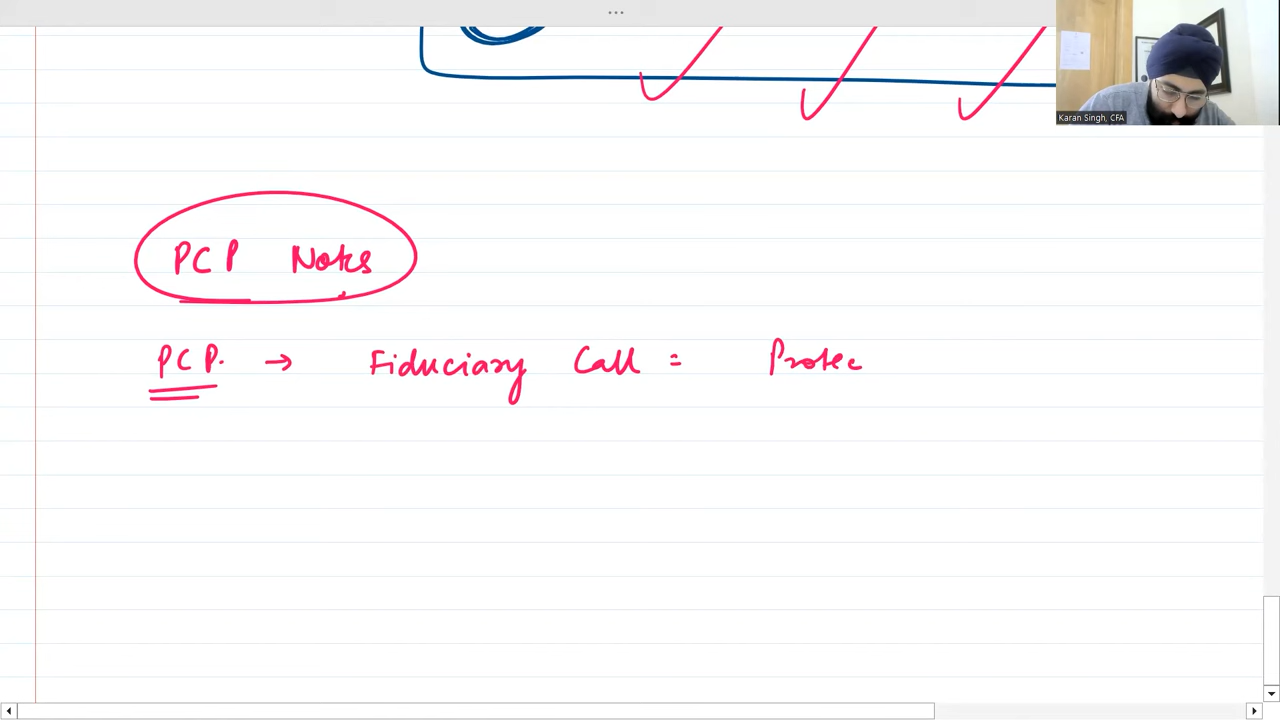 Karan Singh, CFA
PCP Notes
PCP. → Fiduciary Call = Protec